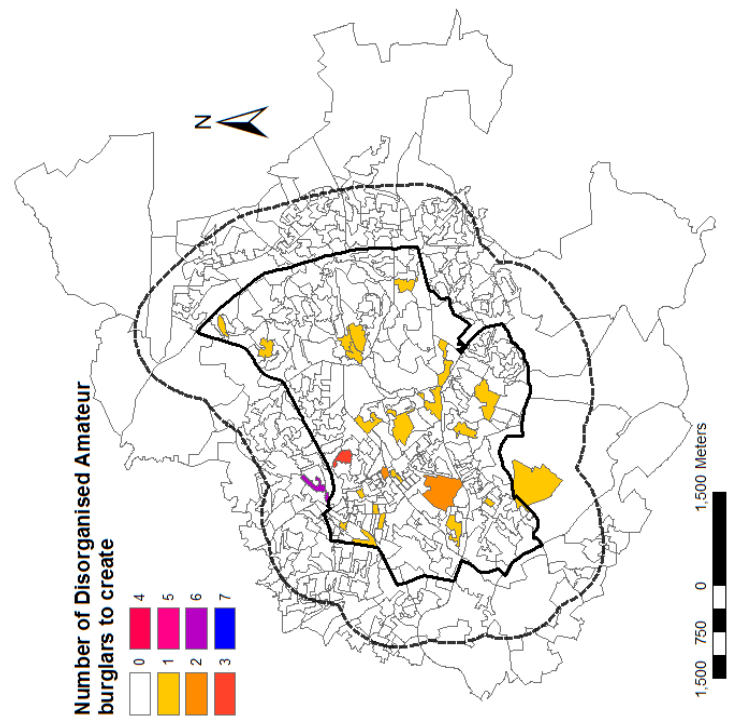 Number of Disorganised Amateur
burglars to create
0 4
1 5
2 6
3 7
N
1,500 750 0 1,500 Meters